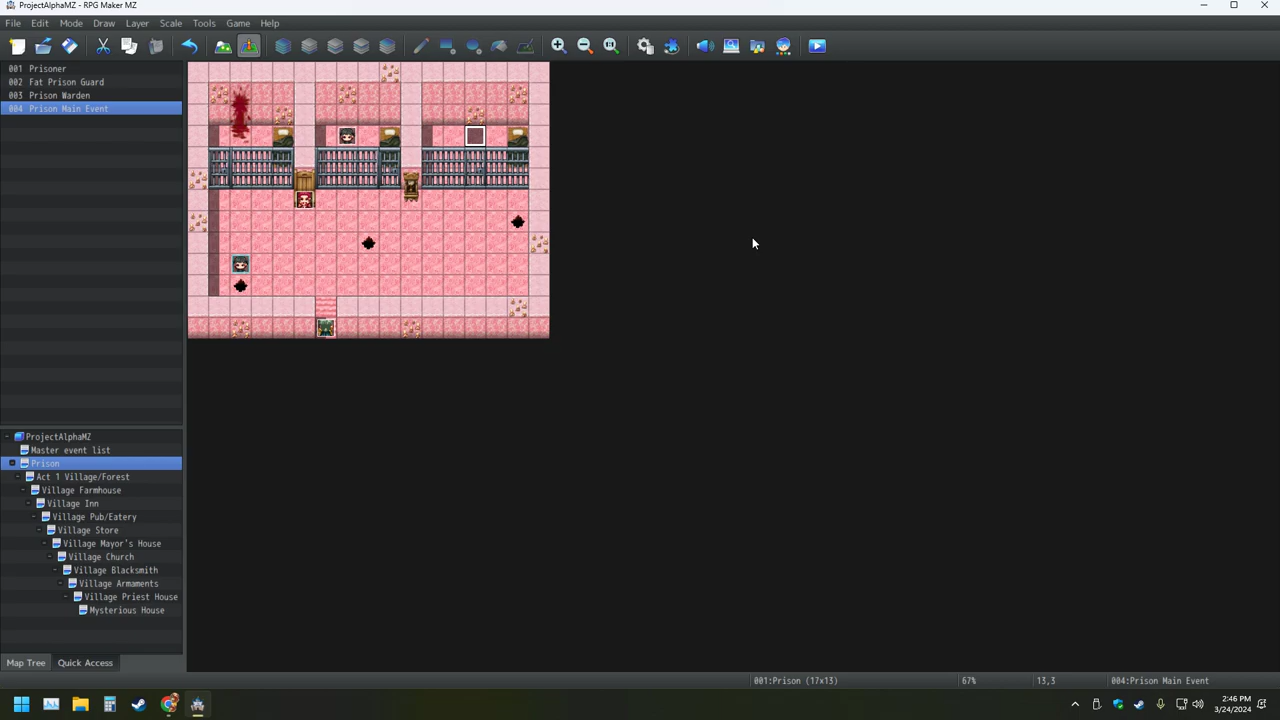 ProjectAlphaMZ - RPG Maker MZ
File Edit Mode Draw Layer Scale Tools Game Help
001 Prisoner
002 Fat Prison Guard
003 Prison Warden
004 Prison Main Event
ProjectAlphaMZ
Master event list
Prison
Act 1 Village/Forest
Village Farmhouse
Village Inn
Village Pub/Eatery
Village Store
Village Mayor's House
Village Church
Village Blacksmith
Village Armaments
Village Priest House
Mysterious House
Map Tree Quick Access
001:Prison (17x13) 67% 13,3 004:Prison Main Event
2:46 PM
3/24/2024